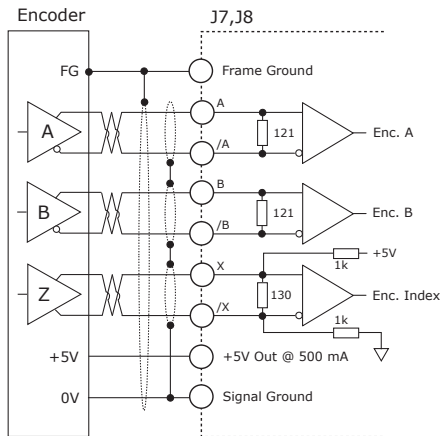 Encoder J7,J8
FG Frame Ground
A
A 121 Enc. A
/A
B
B 121 Enc. B
/B
X +5V
1k
Z 130 Enc. Index
/X 1k
+5V +5V Out @ 500 mA
0V Signal Ground